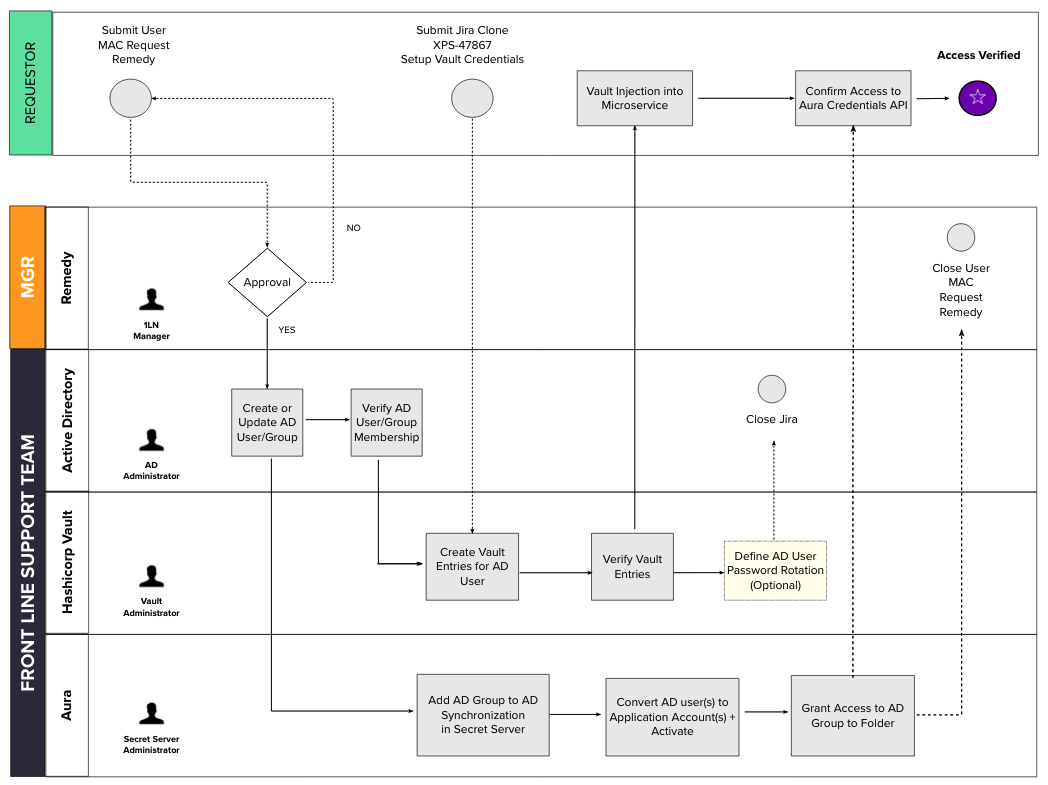 REQUESTOR
Submit User
MAC Request
Remedy
Submit Jira Clone
XPS-47867
Setup Vault Credentials
Vault Injection into
Microservice
Confirm Access to
Aura Credentials API
Access Verified
MGR
Remedy
1LN
Manager
Approval
NO
YES
Close User
MAC
Request
Remedy
FRONT LINE SUPPORT TEAM
Active Directory
AD
Administrator
Create or
Update AD
User/Group
Verify AD
User/Group
Membership
Close Jira
Hashicorp Vault
Vault
Administrator
Create Vault
Entries for AD
User
Verify Vault
Entries
Define AD User
Password Rotation
(Optional)
Aura
Secret Server
Administrator
Add AD Group to AD
Synchronization
in Secret Server
Convert AD user(s) to
Application Account(s) +
Activate
Grant Access to AD
Group to Folder